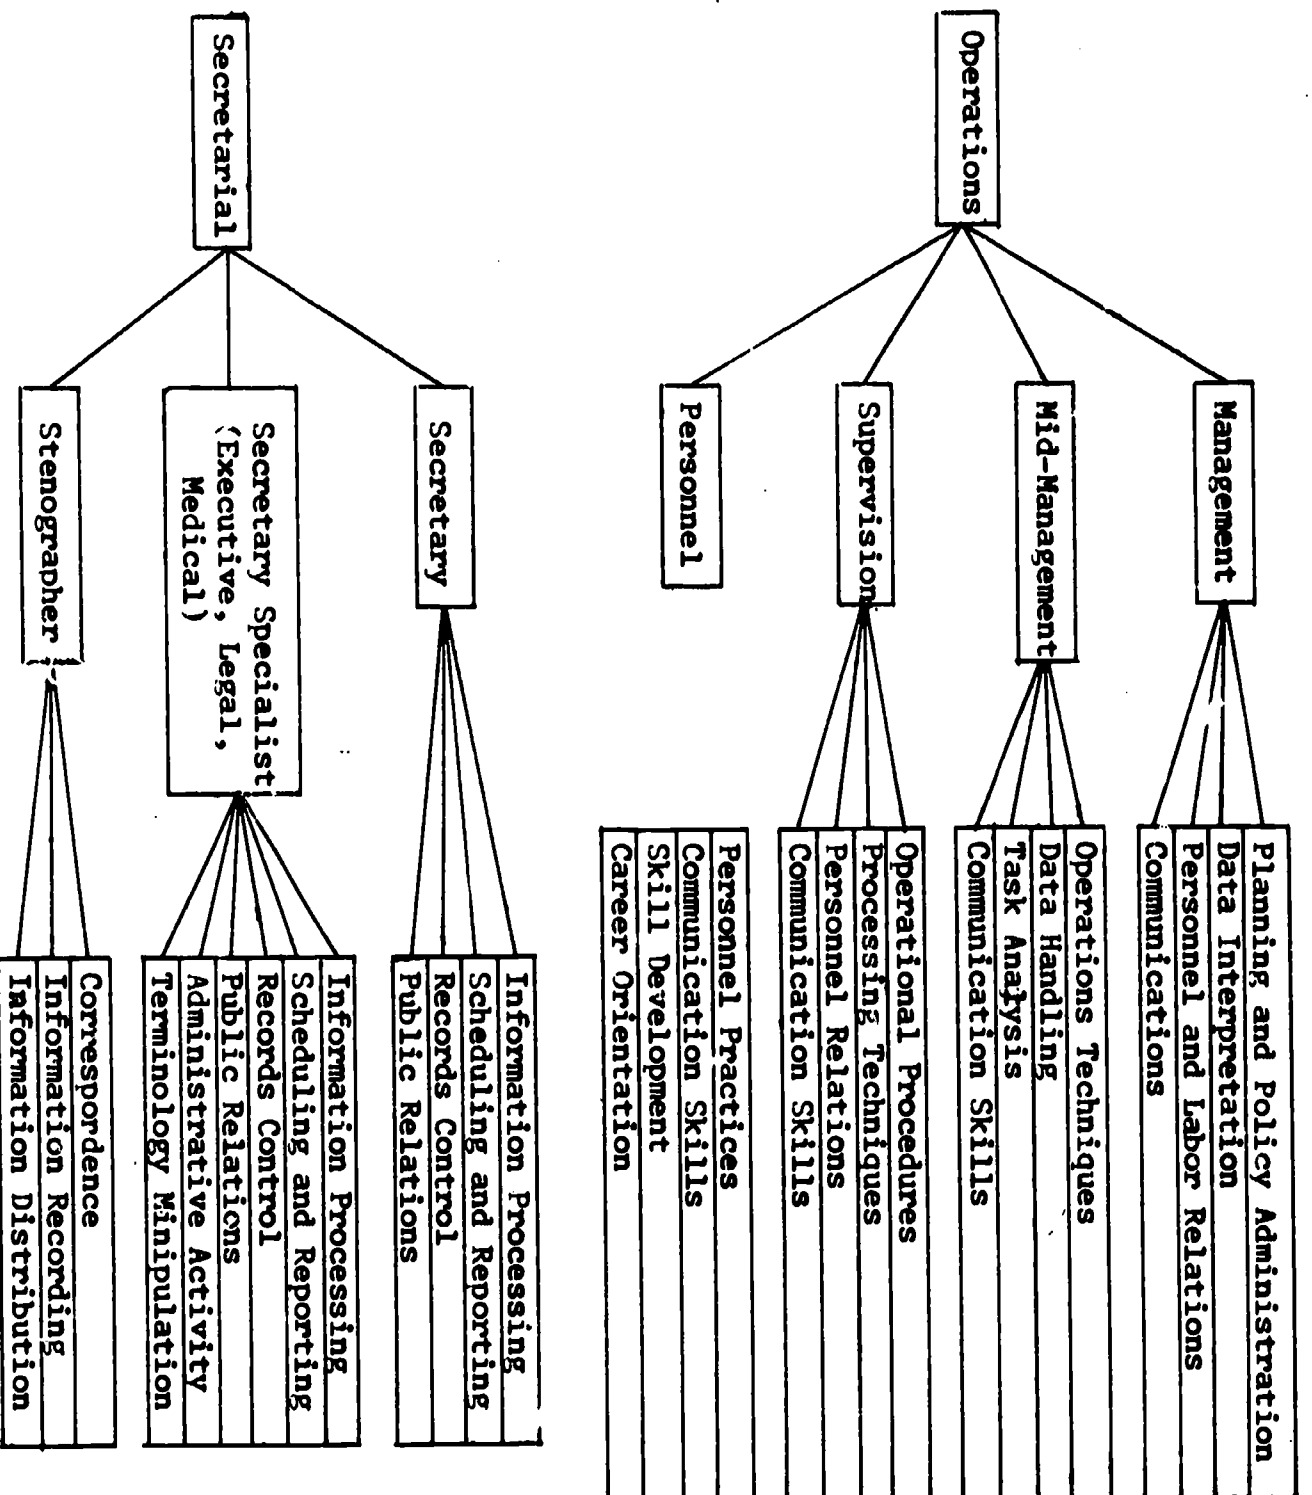 Operations
Management
Planning and Policy Administration
Data Interpretation
Personnel and Labor Relations
Communications
Mid-Management
Operations Techniques
Data Handling
Task Analysis
Communication Skills
Supervision
Operational Procedures
Processing Techniques
Personnel Relations
Communication Skills
Personnel
Personnel Practices
Communication Skills
Skill Development
Career Orientation
Secretarial
Secretary
Information Processing
Scheduling and Reporting
Records Control
Public Relations
Secretary Specialist
(Executive, Legal,
Medical)
Information Processing
Scheduling and Reporting
Records Control
Public Relations
Administrative Activity
Terminology Minipulation
Stenographer
Correspordence
Information Recording
Information Distribution